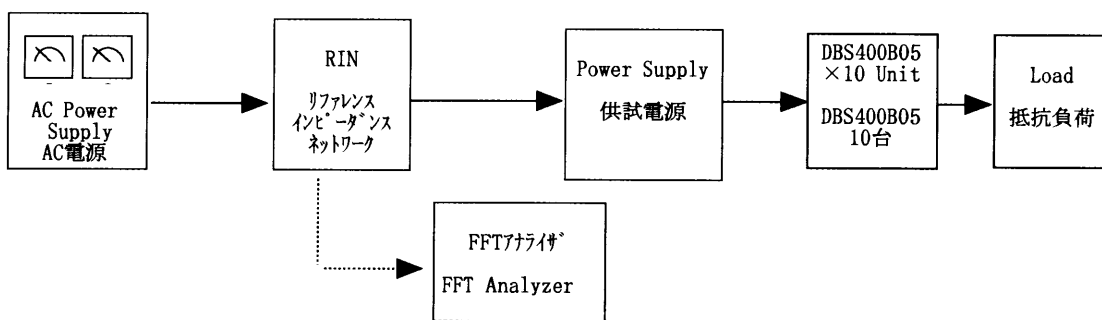 AC Power
Supply
AC電源
RIN
リファレンス
インピーダンス
ネットワーク
Power Supply
供試電源
DBS400B05
×10 Unit
DBS400B05
10台
Load
抵抗負荷
FFTアナライザ
FFT Analyzer